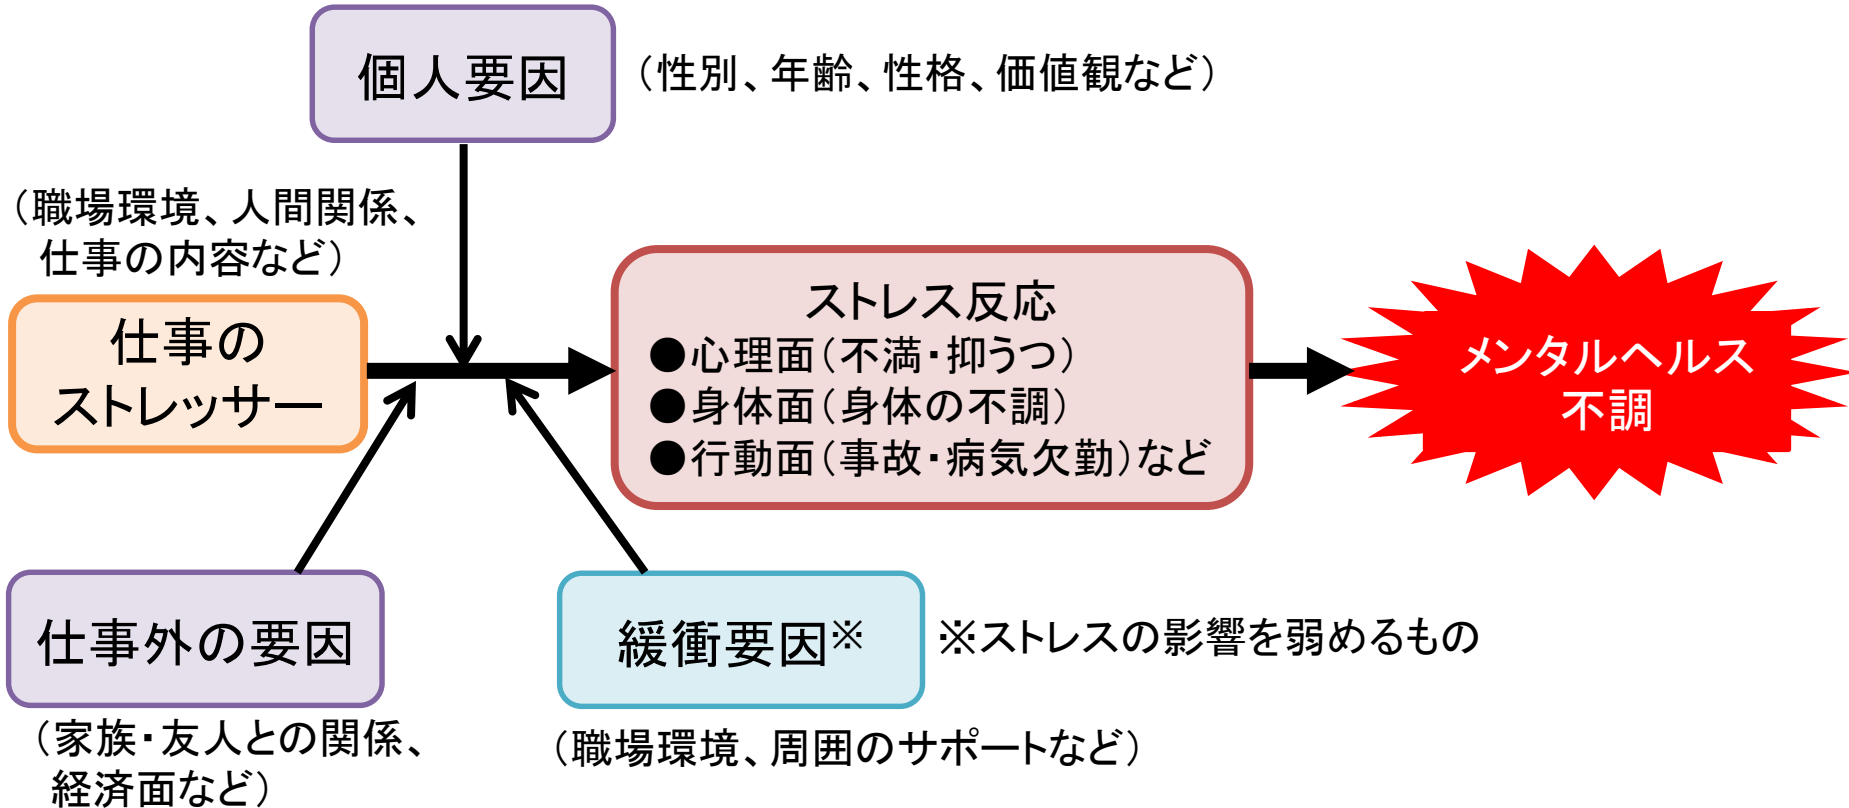 個人要因
（性別、年齢、性格、価値観など）
（職場環境、人間関係、
仕事の内容など）
仕事の
ストレッサー
ストレス反応
●心理面（不満・抑うつ）
●身体面（身体の不調）
●行動面（事故・病気欠勤）など
メンタルヘルス
不調
仕事外の要因
（家族・友人との関係、
経済面など）
緩衝要因※
※ストレスの影響を弱めるもの
（職場環境、周囲のサポートなど）